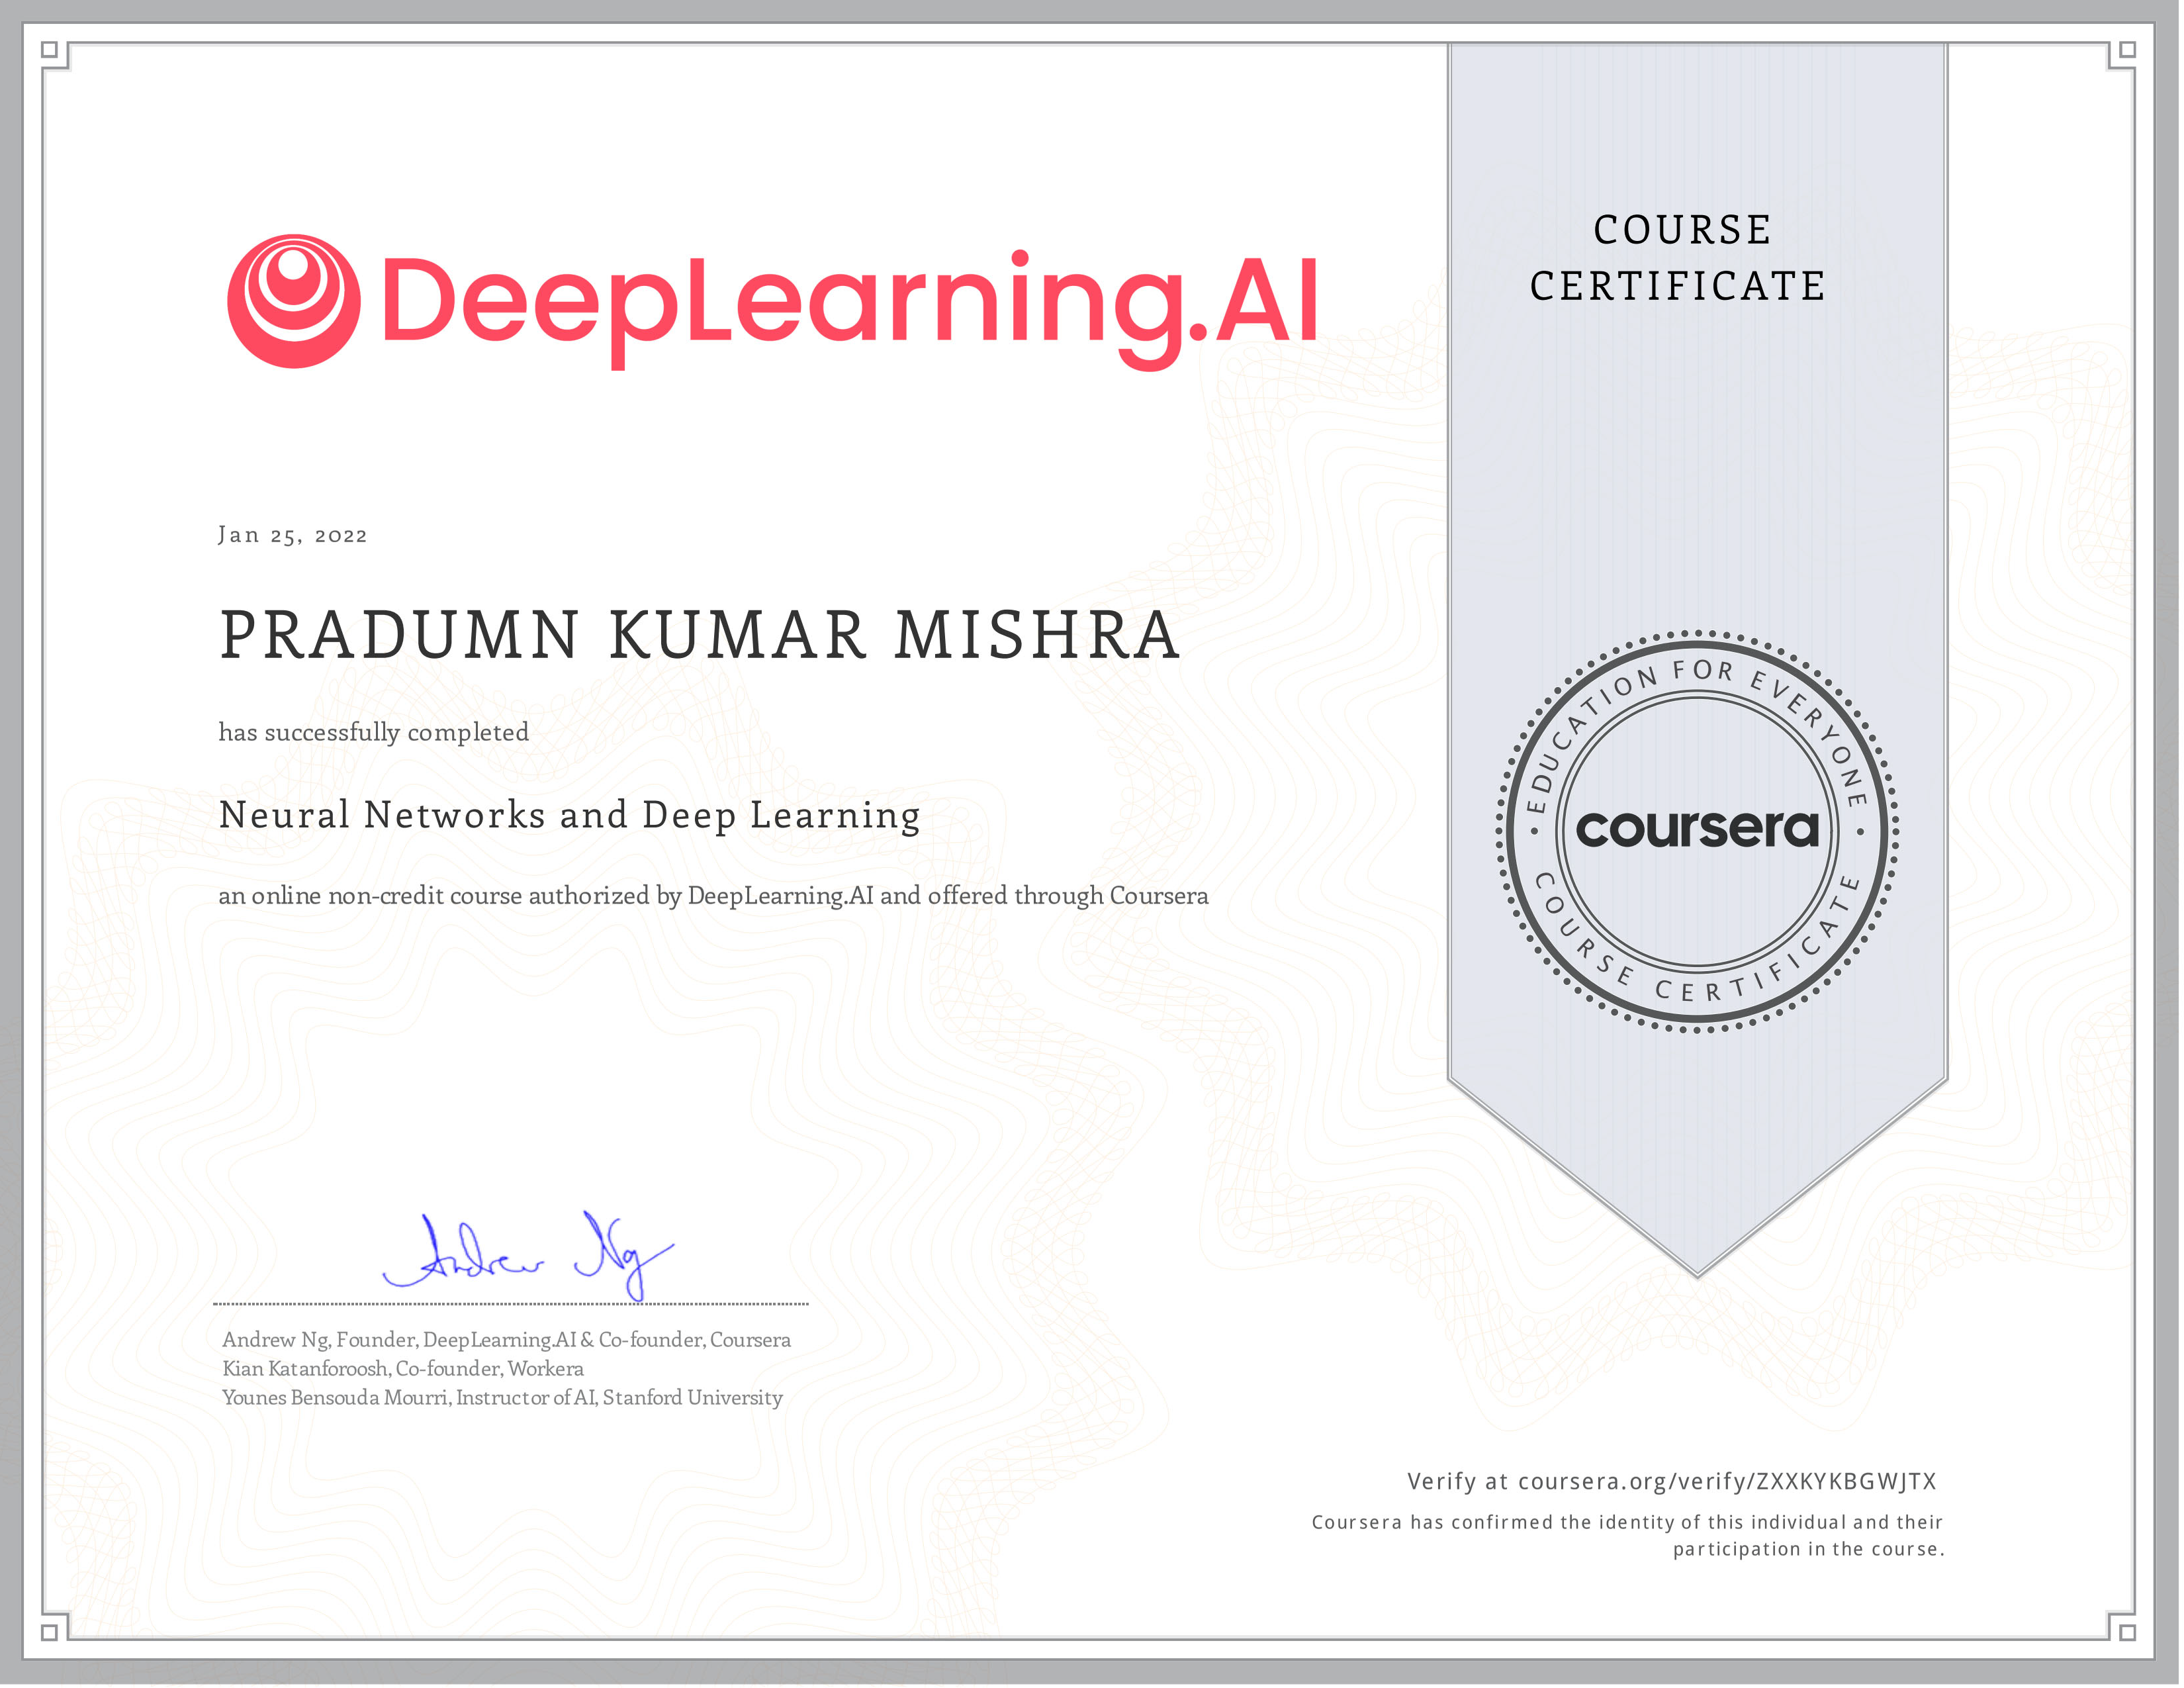 DeepLearning.AI
COURSE
CERTIFICATE
Jan 25, 2022
PRADUMN KUMAR MISHRA
has successfully completed
Neural Networks and Deep Learning
an online non-credit course authorized by DeepLearning.AI and offered through Coursera
EDUCATION FOR EVERYONE
coursera
COURSE CERTIFICATE
Andrew Ng
Andrew Ng, Founder, DeepLearning.AI & Co-founder, Coursera
Kian Katanforoosh, Co-founder, Workera
Younes Bensouda Mourri, Instructor of AI, Stanford University
Verify at coursera.org/verify/ZXXKYKBGWJTX
Coursera has confirmed the identity of this individual and their
participation in the course.